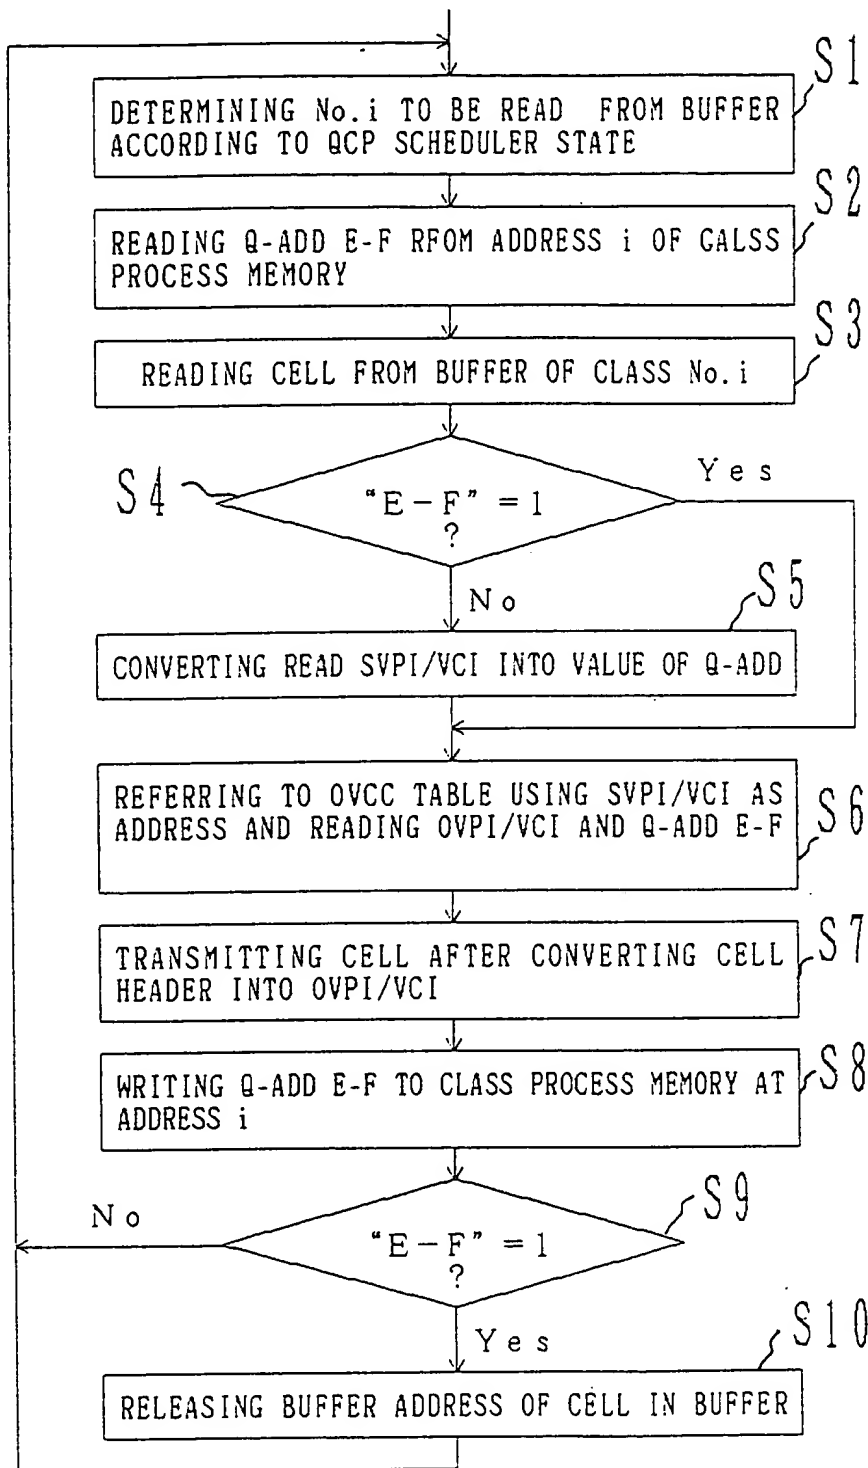 S1
DETERMINING No.i TO BE READ FROM BUFFER
ACCORDING TO QCP SCHEDULER STATE
S2
READING Q-ADD E-F RFOM ADDRESS i OF CALSS
PROCESS MEMORY
S3
READING CELL FROM BUFFER OF CLASS No.i
S4
Yes
"E-F" = 1
?
No
S5
CONVERTING READ SVPI/VCI INTO VALUE OF Q-ADD
REFERRING TO OVCC TABLE USING SVPI/VCI AS
ADDRESS AND READING OVPI/VCI AND Q-ADD E-F
S6
TRANSMITTING CELL AFTER CONVERTING CELL
HEADER INTO OVPI/VCI
S7
WRITING Q-ADD E-F TO CLASS PROCESS MEMORY AT
ADDRESS i
S8
S9
No
"E-F" = 1
?
Yes
S10
RELEASING BUFFER ADDRESS OF CELL IN BUFFER